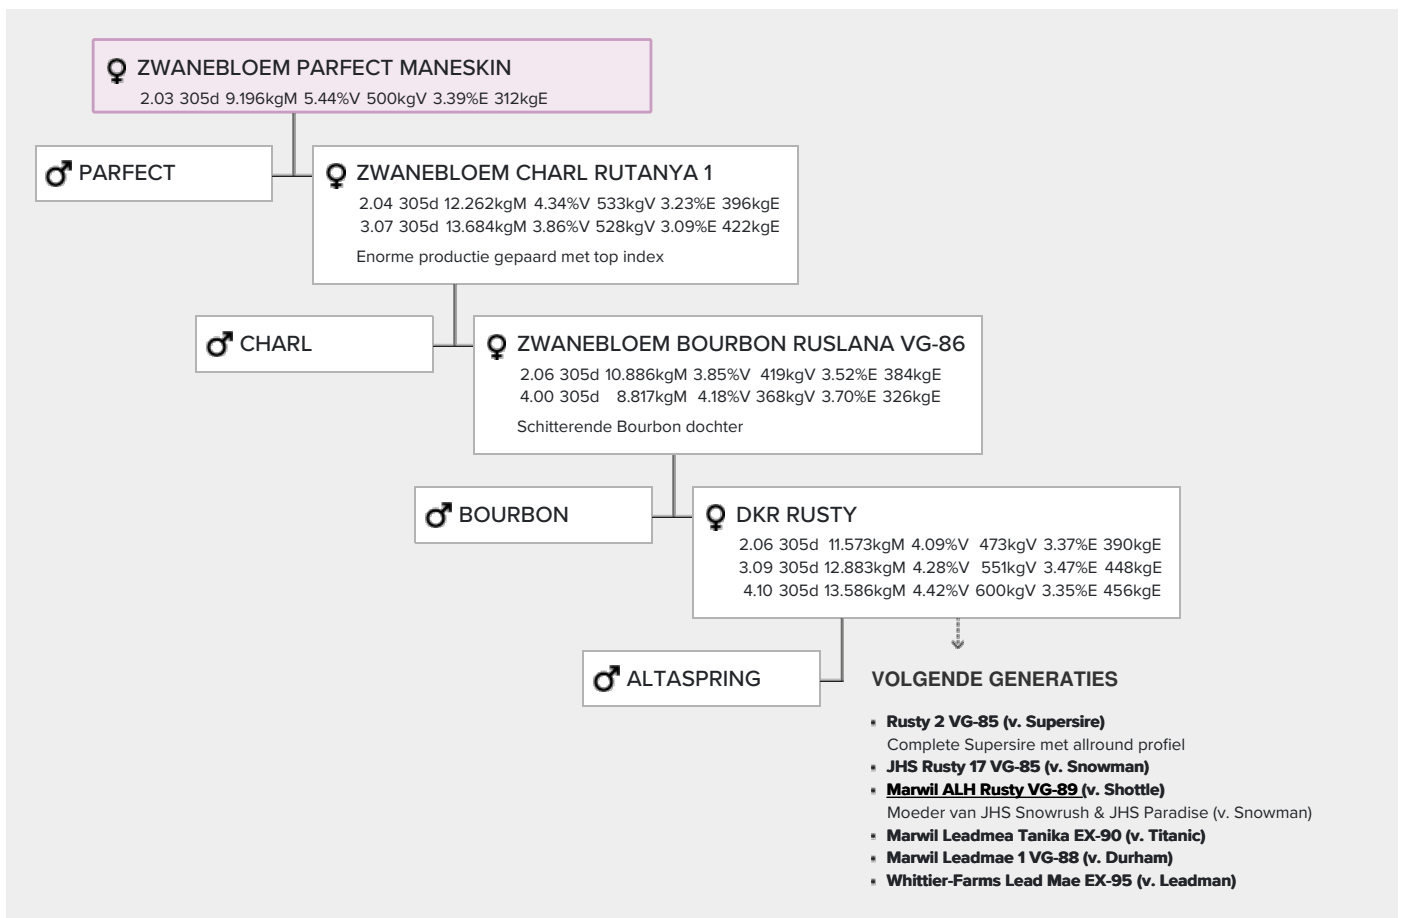 ZWANEBLOEM PARFECT MANESKIN
2.03 305d 9.196kgM 5.44%V 500kgV 3.39%E 312kgE
PARFECT
ZWANEBLOEM CHARL RUTANYA 1
2.04 305d 12.262kgM 4.34%V 533kgV 3.23%E 396kgE
3.07 305d 13.684kgM 3.86%V 528kgV 3.09%E 422kgE
Enorme productie gepaard met top index
CHARL
ZWANEBLOEM BOURBON RUSLANA VG-86
2.06 305d 10.886kgM 3.85%V 419kgV 3.52%E 384kgE
4.00 305d 8.817kgM 4.18%V 368kgV 3.70%E 326kgE
Schitterende Bourbon dochter
BOURBON
DKR RUSTY
2.06 305d 11.573kgM 4.09%V 473kgV 3.37%E 390kgE
3.09 305d 12.883kgM 4.28%V 551kgV 3.47%E 448kgE
4.10 305d 13.586kgM 4.42%V 600kgV 3.35%E 456kgE
ALTASPRING
VOLGENDE GENERATIES
▪ Rusty 2 VG-85 (v. Supersire)
Complete Supersire met allround profiel
▪ JHS Rusty 17 VG-85 (v. Snowman)
▪ Marwil ALH Rusty VG-89 (v. Shottle)
Moeder van JHS Snowrush & JHS Paradise (v. Snowman)
▪ Marwil Leadmea Tanika EX-90 (v. Titanic)
▪ Marwil Leadmae 1 VG-88 (v. Durham)
▪ Whittier-Farms Lead Mae EX-95 (v. Leadman)